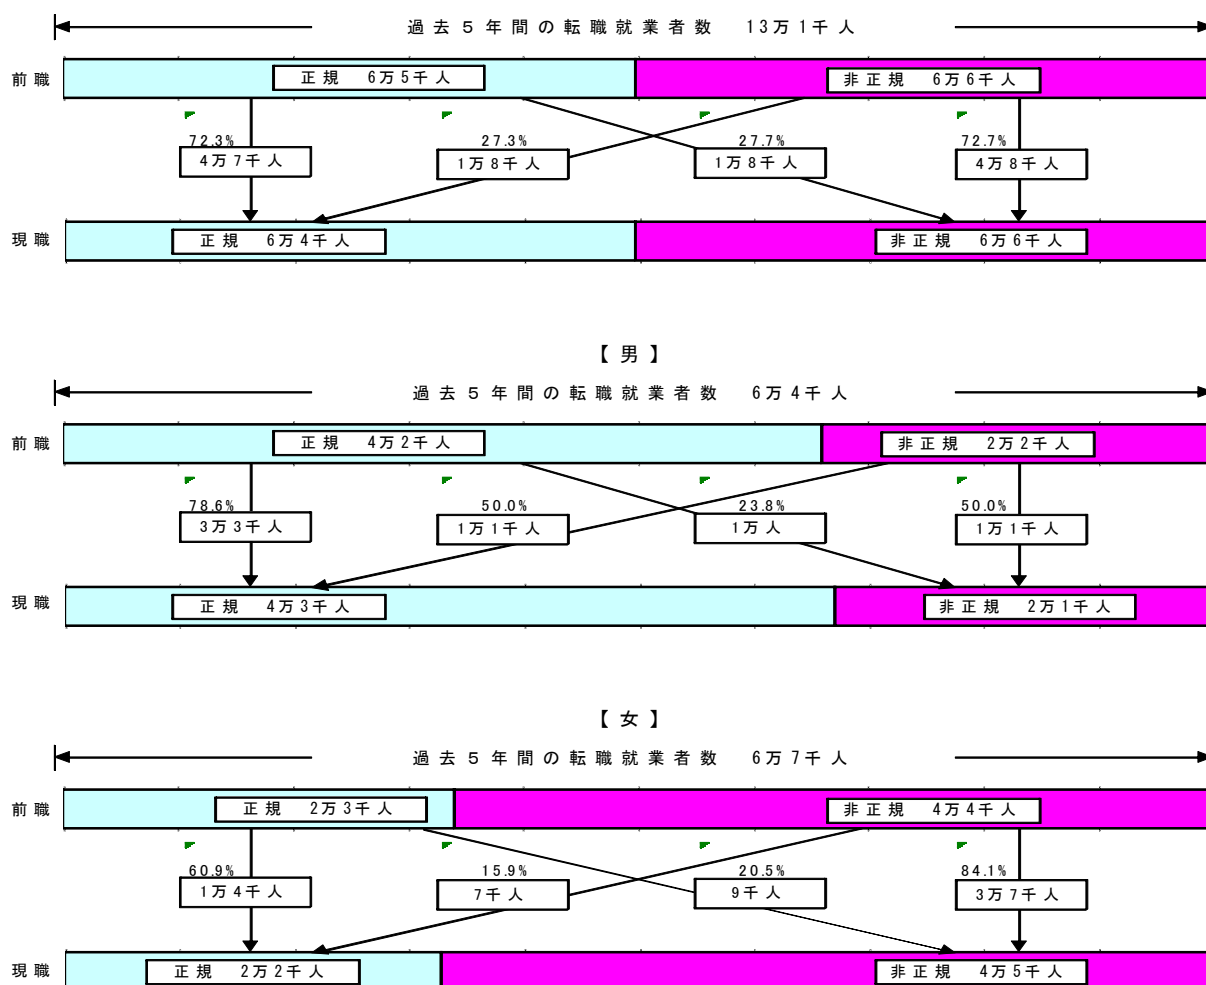 過去５年間の転職就業者数 13万1千人
前職 正規 6万5千人 非正規 6万6千人
72.3% 27.3% 27.7% 72.7%
4万7千人 1万8千人 1万8千人 4万8千人
現職 正規 6万4千人 非正規 6万6千人
【男】
過去５年間の転職就業者数 6万4千人
前職 正規 4万2千人 非正規 2万2千人
78.6% 50.0% 23.8% 50.0%
3万3千人 1万1千人 1万人 1万1千人
現職 正規 4万3千人 非正規 2万1千人
【女】
過去５年間の転職就業者数 6万7千人
前職 正規 2万3千人 非正規 4万4千人
60.9% 15.9% 20.5% 84.1%
1万4千人 7千人 9千人 3万7千人
現職 正規 2万2千人 非正規 4万5千人